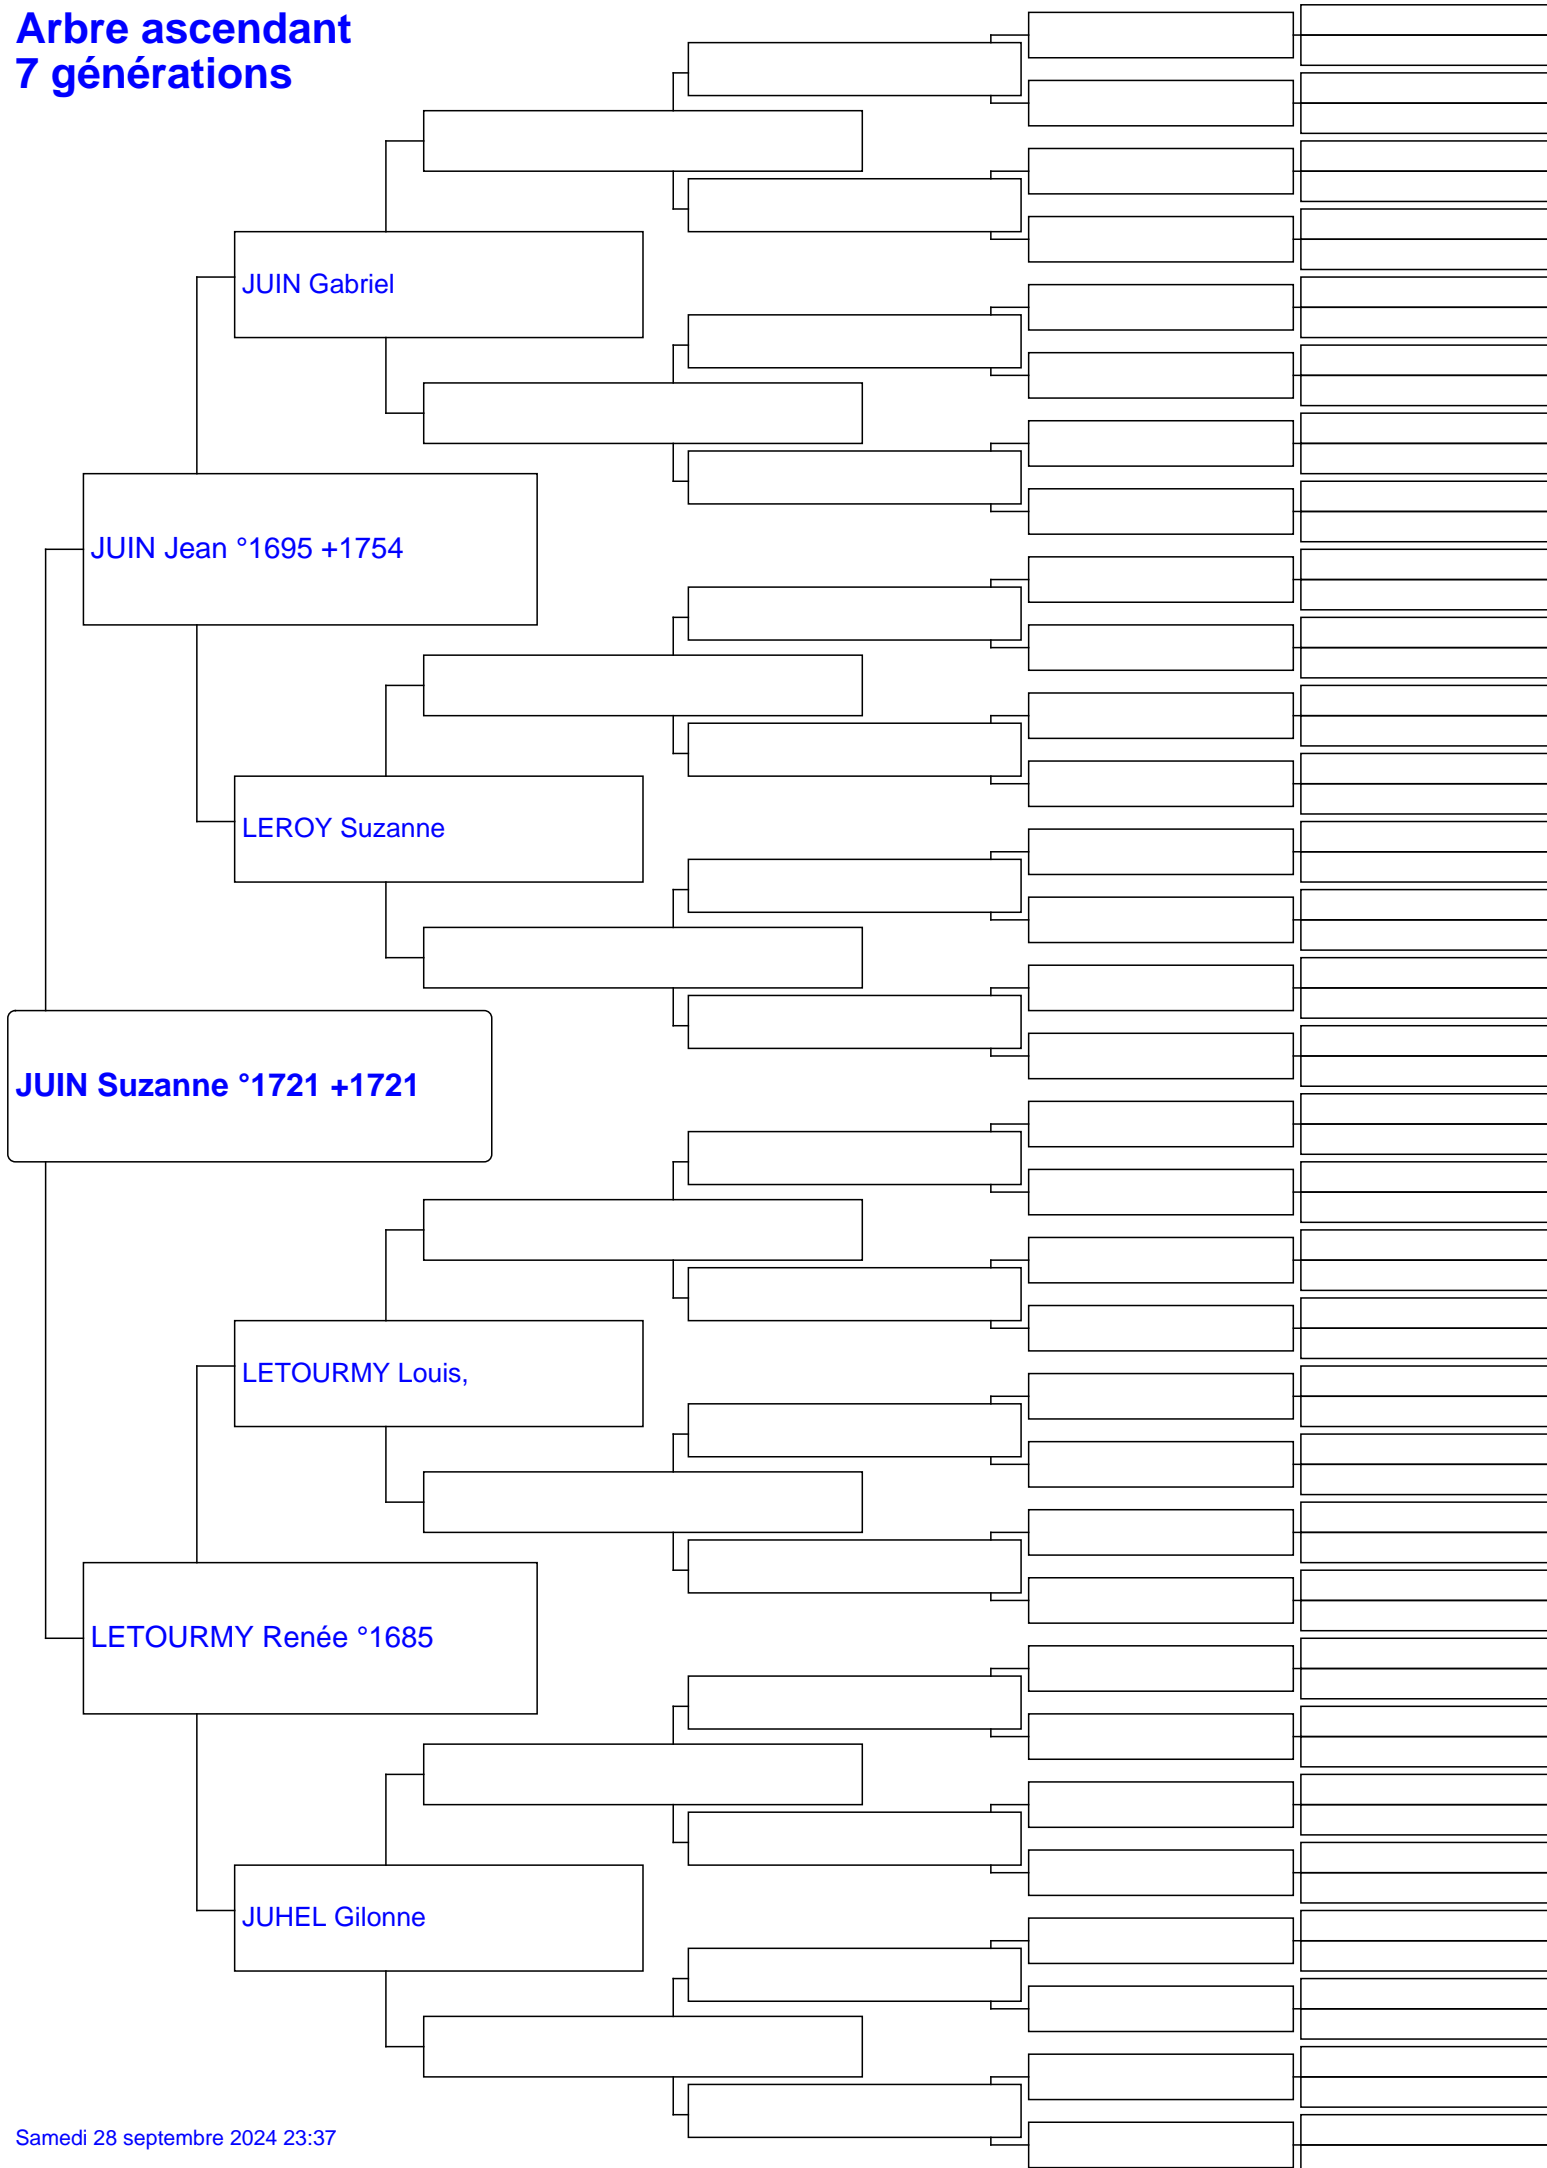 Arbre ascendant
7 générations
JUIN Gabriel
JUIN Jean °1695 +1754
LEROY Suzanne
JUIN Suzanne °1721 +1721
LETOURMY Louis,
LETOURMY Renée °1685
JUHEL Gilonne
Samedi 28 septembre 2024 23:37